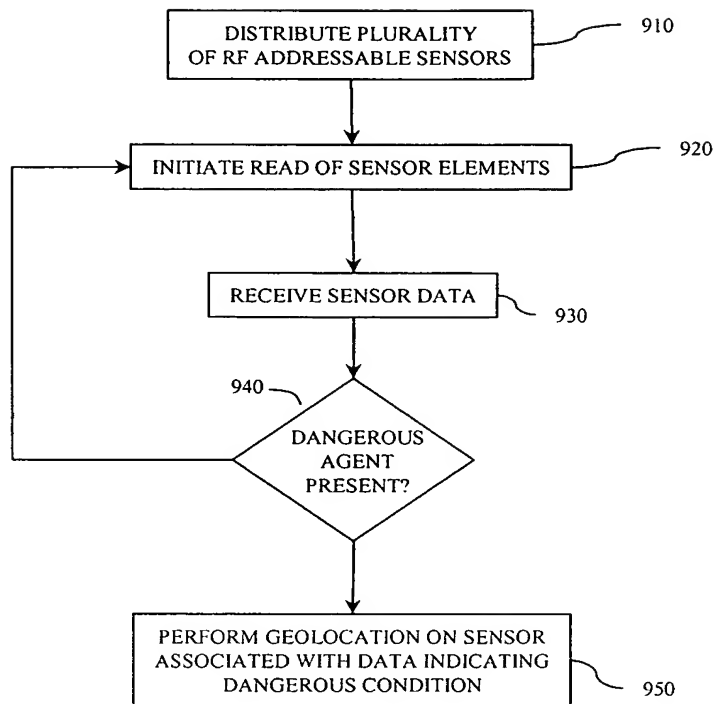 DISTRIBUTE PLURALITY
OF RF ADDRESSABLE SENSORS
910
INITIATE READ OF SENSOR ELEMENTS
920
RECEIVE SENSOR DATA
930
940
DANGEROUS
AGENT
PRESENT?
PERFORM GEOLOCATION ON SENSOR
ASSOCIATED WITH DATA INDICATING
DANGEROUS CONDITION
950